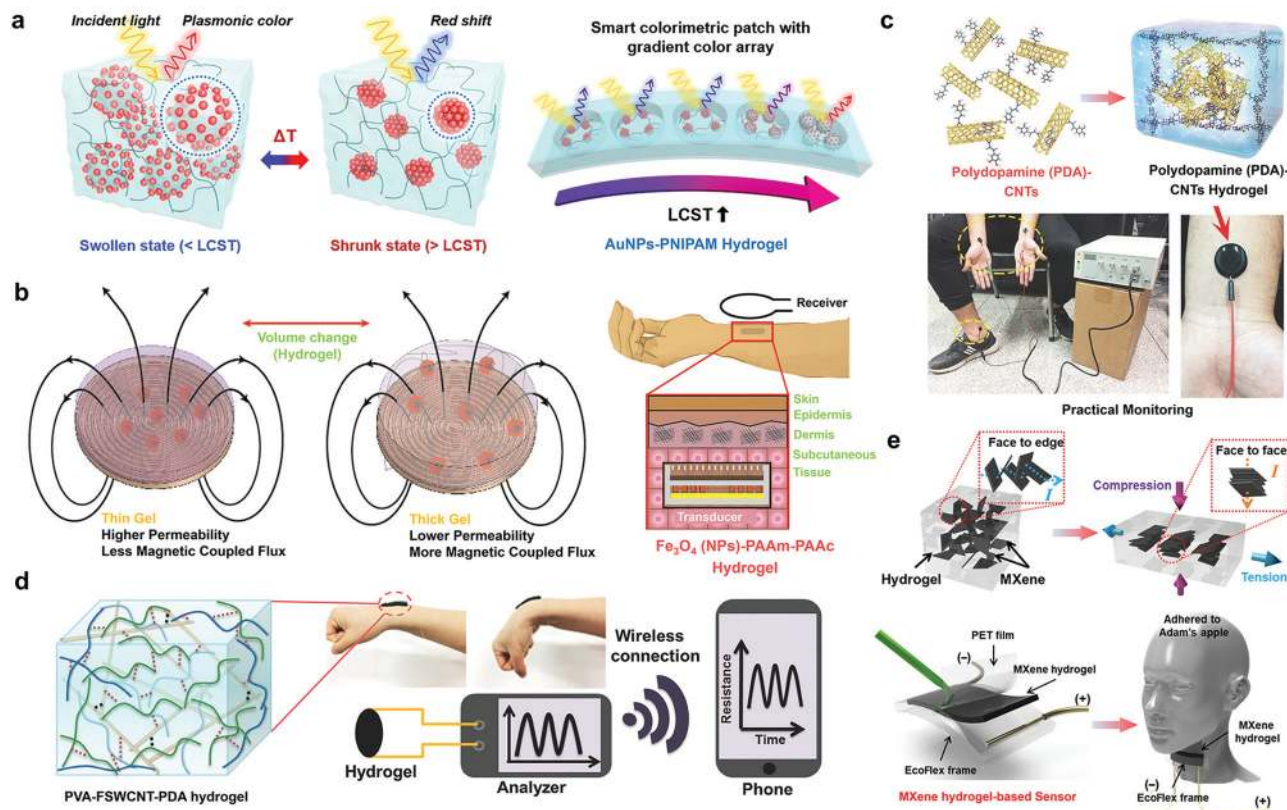 a
Incident light
Plasmonic color
Red shift
Smart colorimetric patch with
gradient color array
ΔT
LCST ⬆
Swollen state (< LCST)
Shrunk state (> LCST)
AuNPs-PNIPAM Hydrogel
b
Volume change
(Hydrogel)
Thin Gel
Higher Permeability
Less Magnetic Coupled Flux
Thick Gel
Lower Permeability
More Magnetic Coupled Flux
Receiver
Skin
Epidermis
Dermis
Subcutaneous
Tissue
Transducer
Fe₃O₄ (NPs)-PAAm-PAAc
Hydrogel
c
Polydopamine (PDA)-
CNTs
Polydopamine (PDA)-
CNTs Hydrogel
Practical Monitoring
d
PVA-FSWCNT-PDA hydrogel
Hydrogel
Analyzer
Wireless
connection
Resistance
Time
Phone
e
Face to edge
I
Hydrogel
MXene
Compression
Face to face
I
Tension
PET film
(−)
MXene hydrogel
(+)
EcoFlex frame
MXene hydrogel-based Sensor
Adhered to
Adam's apple
MXene
hydrogel
(−)
EcoFlex frame
(+)